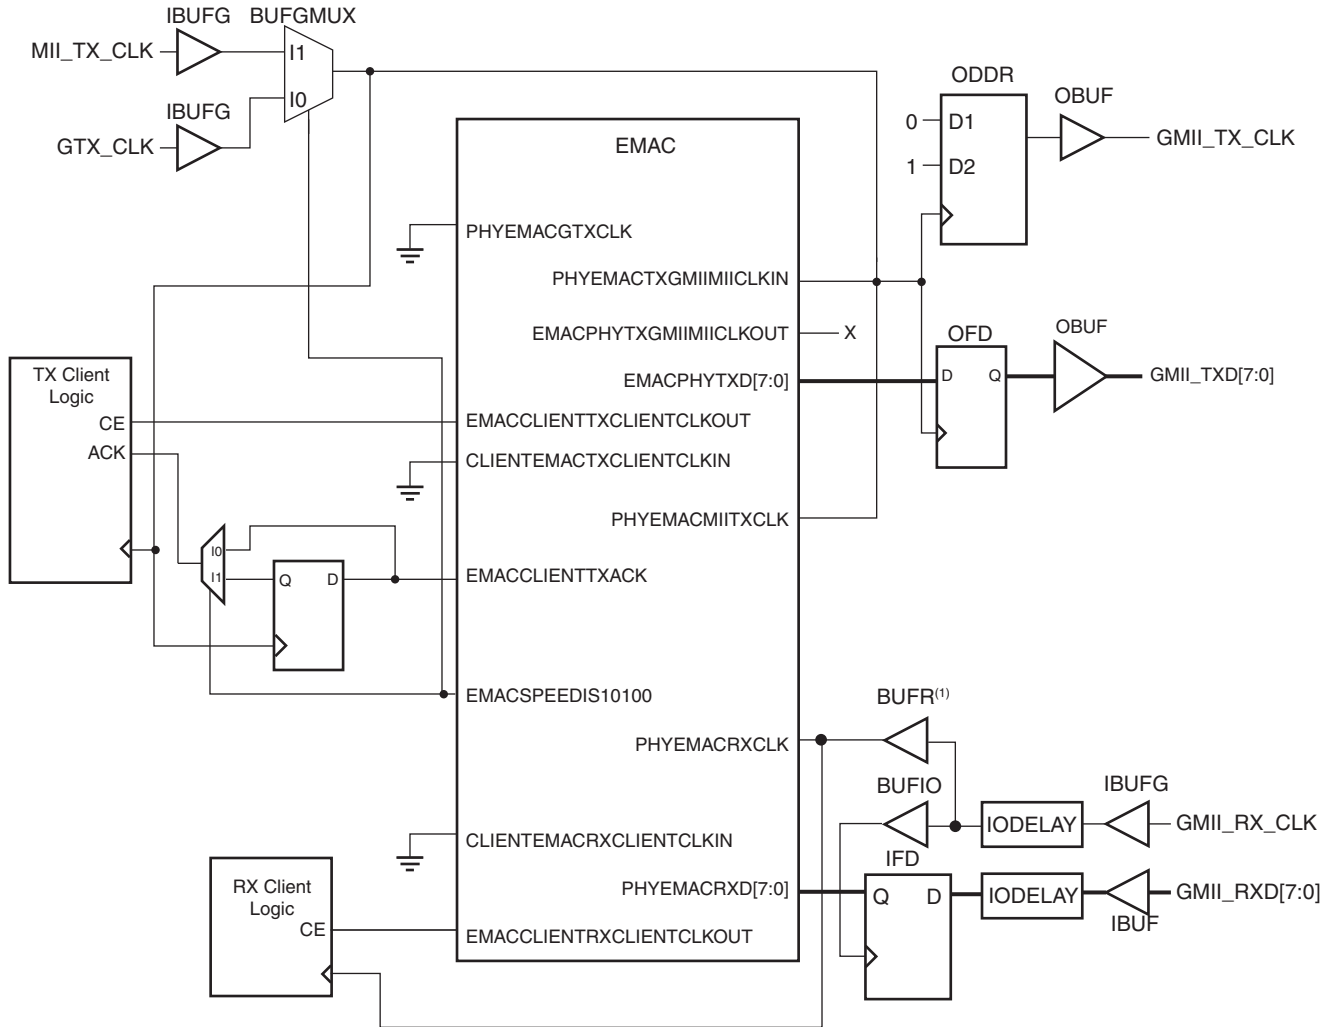 IBUFG
BUFGMUX
MII_TX_CLK
I1
I0
IBUFG
GTX_CLK
ODDR
OBUF
0
D1
GMII_TX_CLK
1
D2
EMAC
PHYEMACGTXCLK
PHYEMACTXGMIIMIICLKIN
EMACPHYTXGMIIMIICLKOUT
X
OFD
OBUF
EMACPHYTXD[7:0]
D
Q
GMII_TXD[7:0]
TX Client
Logic
CE
ACK
EMACCLIENTTXCLIENTCLKOUT
CLIENTEMACTXCLIENTCLKIN
PHYEMACMIITXCLK
I0
I1
Q
D
EMACCLIENTTXACK
EMACSPEEDIS10100
BUFR(1)
PHYEMACRXCLK
BUFIO
IBUFG
IODELAY
GMII_RX_CLK
CLIENTEMACRXCLIENTCLKIN
IFD
PHYEMACRXD[7:0]
Q
D
IODELAY
GMII_RXD[7:0]
IBUF
RX Client
Logic
CE
EMACCLIENTRXCLIENTCLKOUT